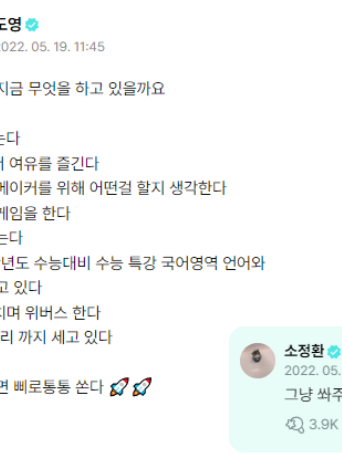 도영
2022. 05. 19. 11:45
지금 무엇을 하고 있을까요
는다
여유를 즐긴다
메이커를 위해 어떤걸 할지 생각한다
게임을 한다
는다
년도 수능대비 수능 특강 국어영역 언어와
고 있다
치며 위버스 한다
리 까지 세고 있다
면 삐로통통 쏜다 🚀🚀
소정환
2022. 05.
그냥 쏴주
3.9K